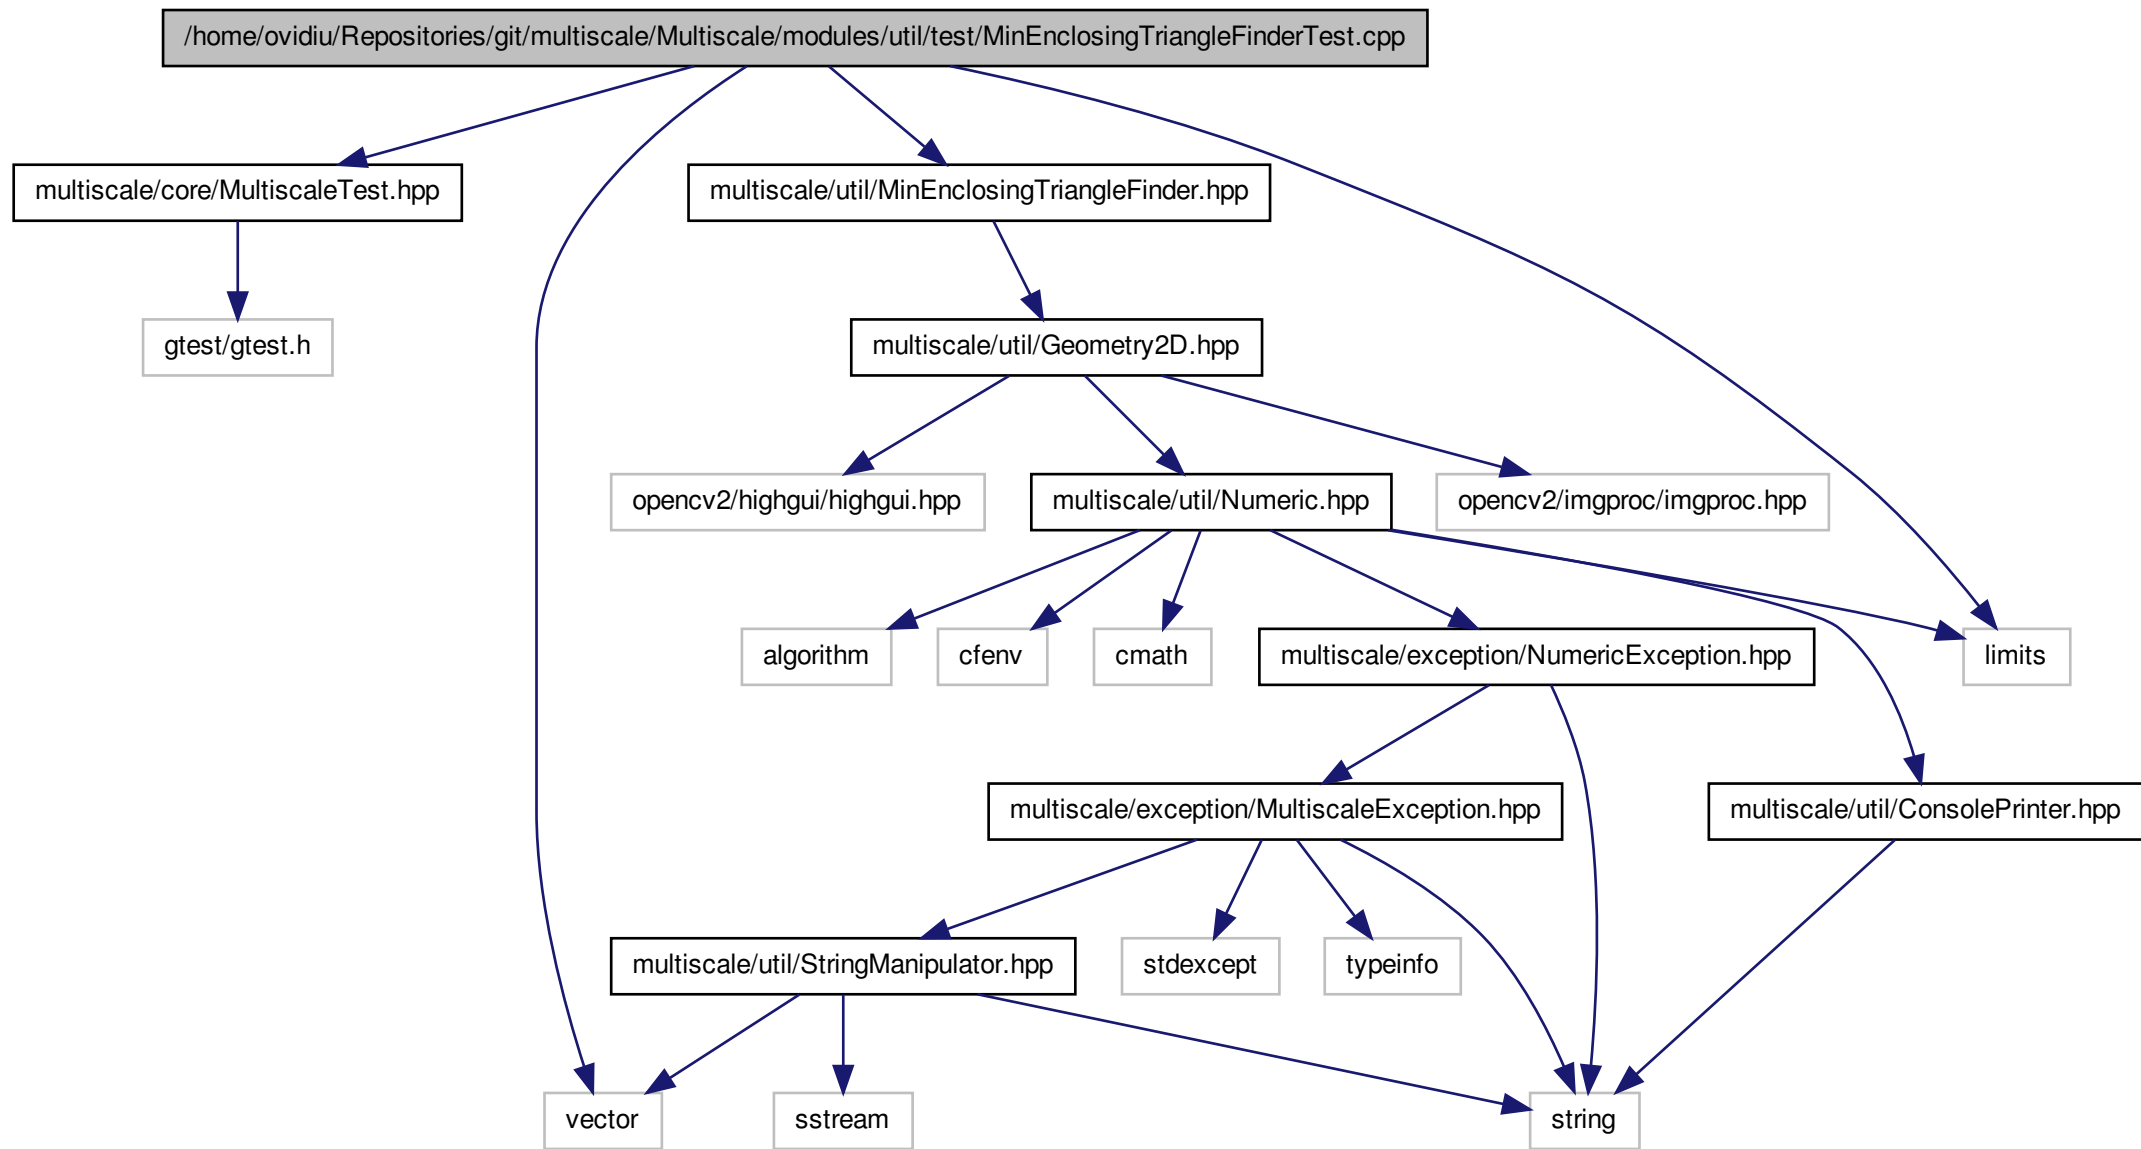 /home/ovidiu/Repositories/git/multiscale/Multiscale/modules/util/test/MinEnclosingTriangleFinderTest.cpp
multiscale/core/MultiscaleTest.hpp
multiscale/util/MinEnclosingTriangleFinder.hpp
gtest/gtest.h
multiscale/util/Geometry2D.hpp
opencv2/highgui/highgui.hpp
multiscale/util/Numeric.hpp
opencv2/imgproc/imgproc.hpp
algorithm
cfenv
cmath
multiscale/exception/NumericException.hpp
limits
multiscale/exception/MultiscaleException.hpp
multiscale/util/ConsolePrinter.hpp
multiscale/util/StringManipulator.hpp
stdexcept
typeinfo
vector
sstream
string